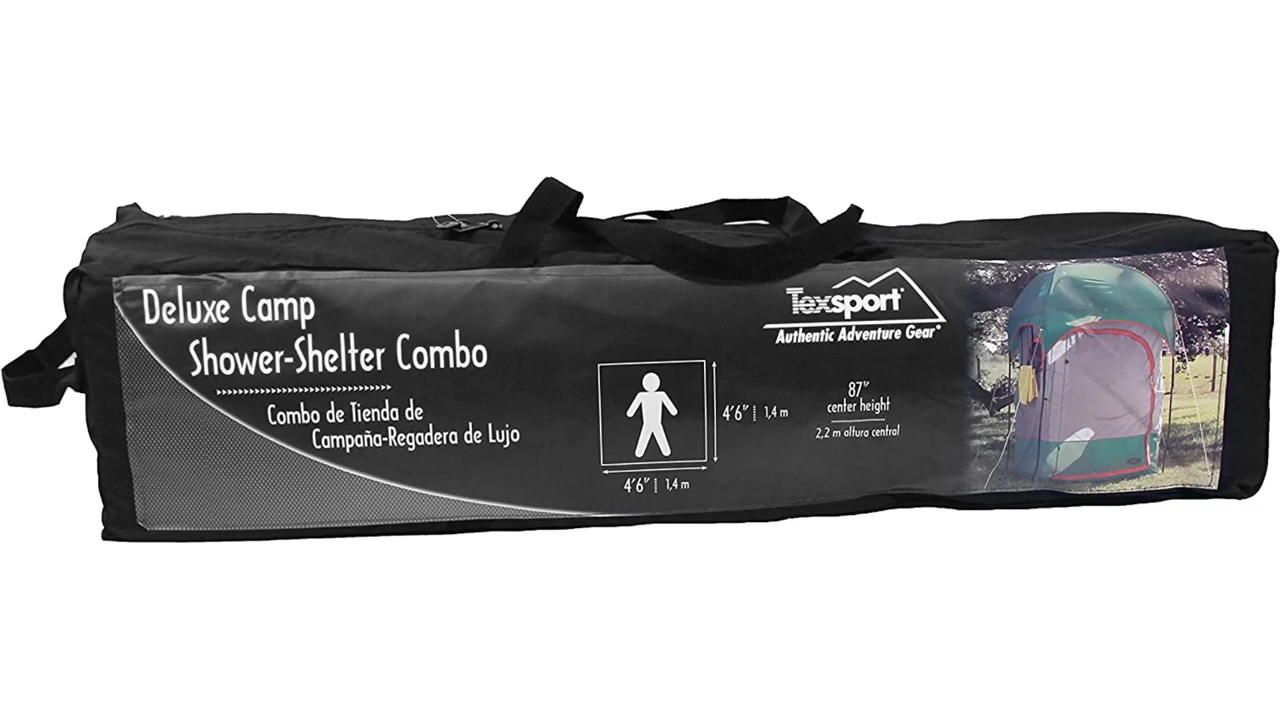 Deluxe Camp
Shower-Shelter Combo
Combo de Tienda de
Campaña-Regadera de Lujo
4'6" 1,4 m
4'6" 1,4 m
Texsport®
Authentic Adventure Gear®
87"
center height
2,2 m altura central